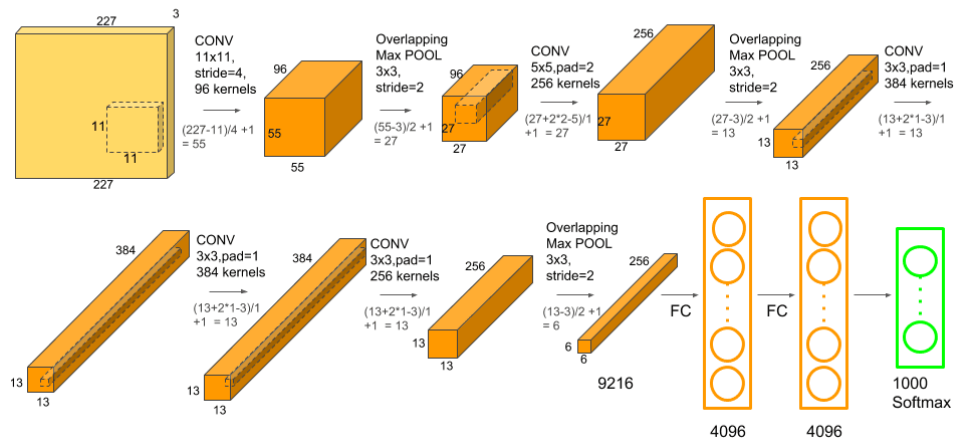 227
3
11
11
227
CONV
11x11,
stride=4,
96 kernels
(227-11)/4 +1
= 55
96
55
55
Overlapping
Max POOL
3x3,
stride=2
(55-3)/2 +1
= 27
96
27
27
CONV
5x5,pad=2
256 kernels
(27+2*2-5)/1
+1 = 27
256
27
27
Overlapping
Max POOL
3x3,
stride=2
(27-3)/2 +1
= 13
256
13
13
CONV
3x3,pad=1
384 kernels
(13+2*1-3)/1
+1 = 13
384
13
13
CONV
3x3,pad=1
384 kernels
(13+2*1-3)/1
+1 = 13
384
13
13
CONV
3x3,pad=1
256 kernels
(13+2*1-3)/1
+1 = 13
256
13
13
Overlapping
Max POOL
3x3,
stride=2
(13-3)/2 +1
= 6
256
6
6
9216
FC
4096
FC
4096
1000
Softmax